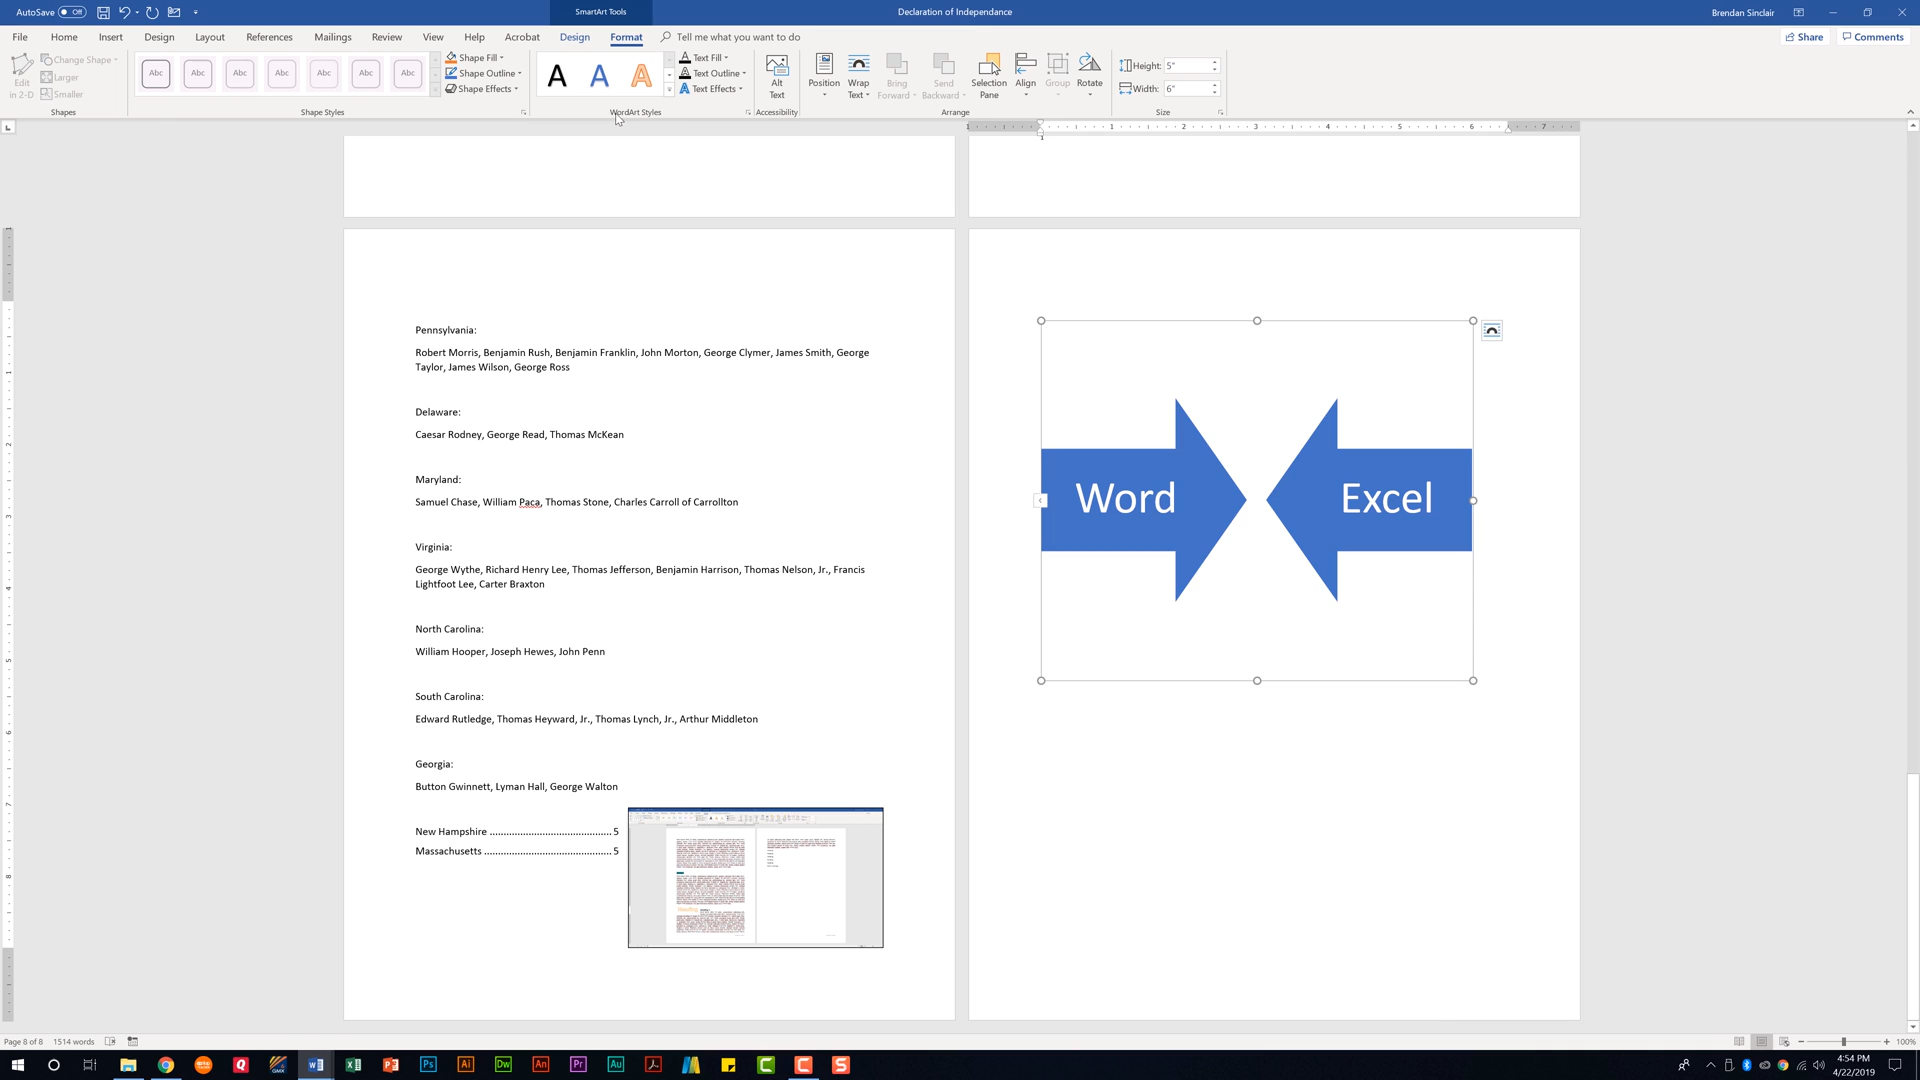 AutoSave Off
SmartArt Tools
Declaration of Independance
Brendan Sinclair
File Home Insert Design Layout References Mailings Review View Help Acrobat Design Format Tell me what you want to do
Share Comments
Edit in 2-D
Change Shape
Larger
Smaller
Shapes
Abc Abc Abc Abc Abc Abc Abc
Shape Fill
Shape Outline
Shape Effects
Shape Styles
A A A
Text Fill
Text Outline
Text Effects
WordArt Styles
Alt Text
Accessibility
Position
Wrap Text
Bring Forward
Send Backward
Selection Pane
Align
Group
Rotate
Arrange
Height: 5"
Width: 6"
Size
Pennsylvania:
Robert Morris, Benjamin Rush, Benjamin Franklin, John Morton, George Clymer, James Smith, George
Taylor, James Wilson, George Ross
Delaware:
Caesar Rodney, George Read, Thomas McKean
Maryland:
Samuel Chase, William Paca, Thomas Stone, Charles Carroll of Carrollton
Virginia:
George Wythe, Richard Henry Lee, Thomas Jefferson, Benjamin Harrison, Thomas Nelson, Jr., Francis
Lightfoot Lee, Carter Braxton
North Carolina:
William Hooper, Joseph Hewes, John Penn
South Carolina:
Edward Rutledge, Thomas Heyward, Jr., Thomas Lynch, Jr., Arthur Middleton
Georgia:
Button Gwinnett, Lyman Hall, George Walton
New Hampshire ............................................ 5
Massachusetts .............................................. 5
Word
Excel
Page 8 of 8 1514 words
100%
4:54 PM
4/22/2019